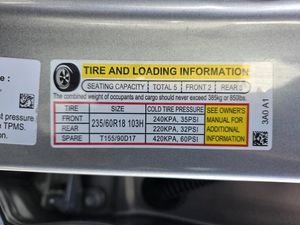 e :
t pressure
n TPMS.
TIRE AND LOADING INFORMATION
SEATING CAPACITY | TOTAL 5 | FRONT 2 | REAR 3
The combined weight of occupants and cargo should never exceed 385kg or 850lbs.
TIRE SIZE COLD TIRE PRESSURE SEE OWNER'S
FRONT 235/60R18 103H 240KPA, 35PSI MANUAL FOR
REAR 220KPA, 32PSI ADDITIONAL
SPARE T155/90D17 420KPA, 60PSI INFORMATION
3A0 A1